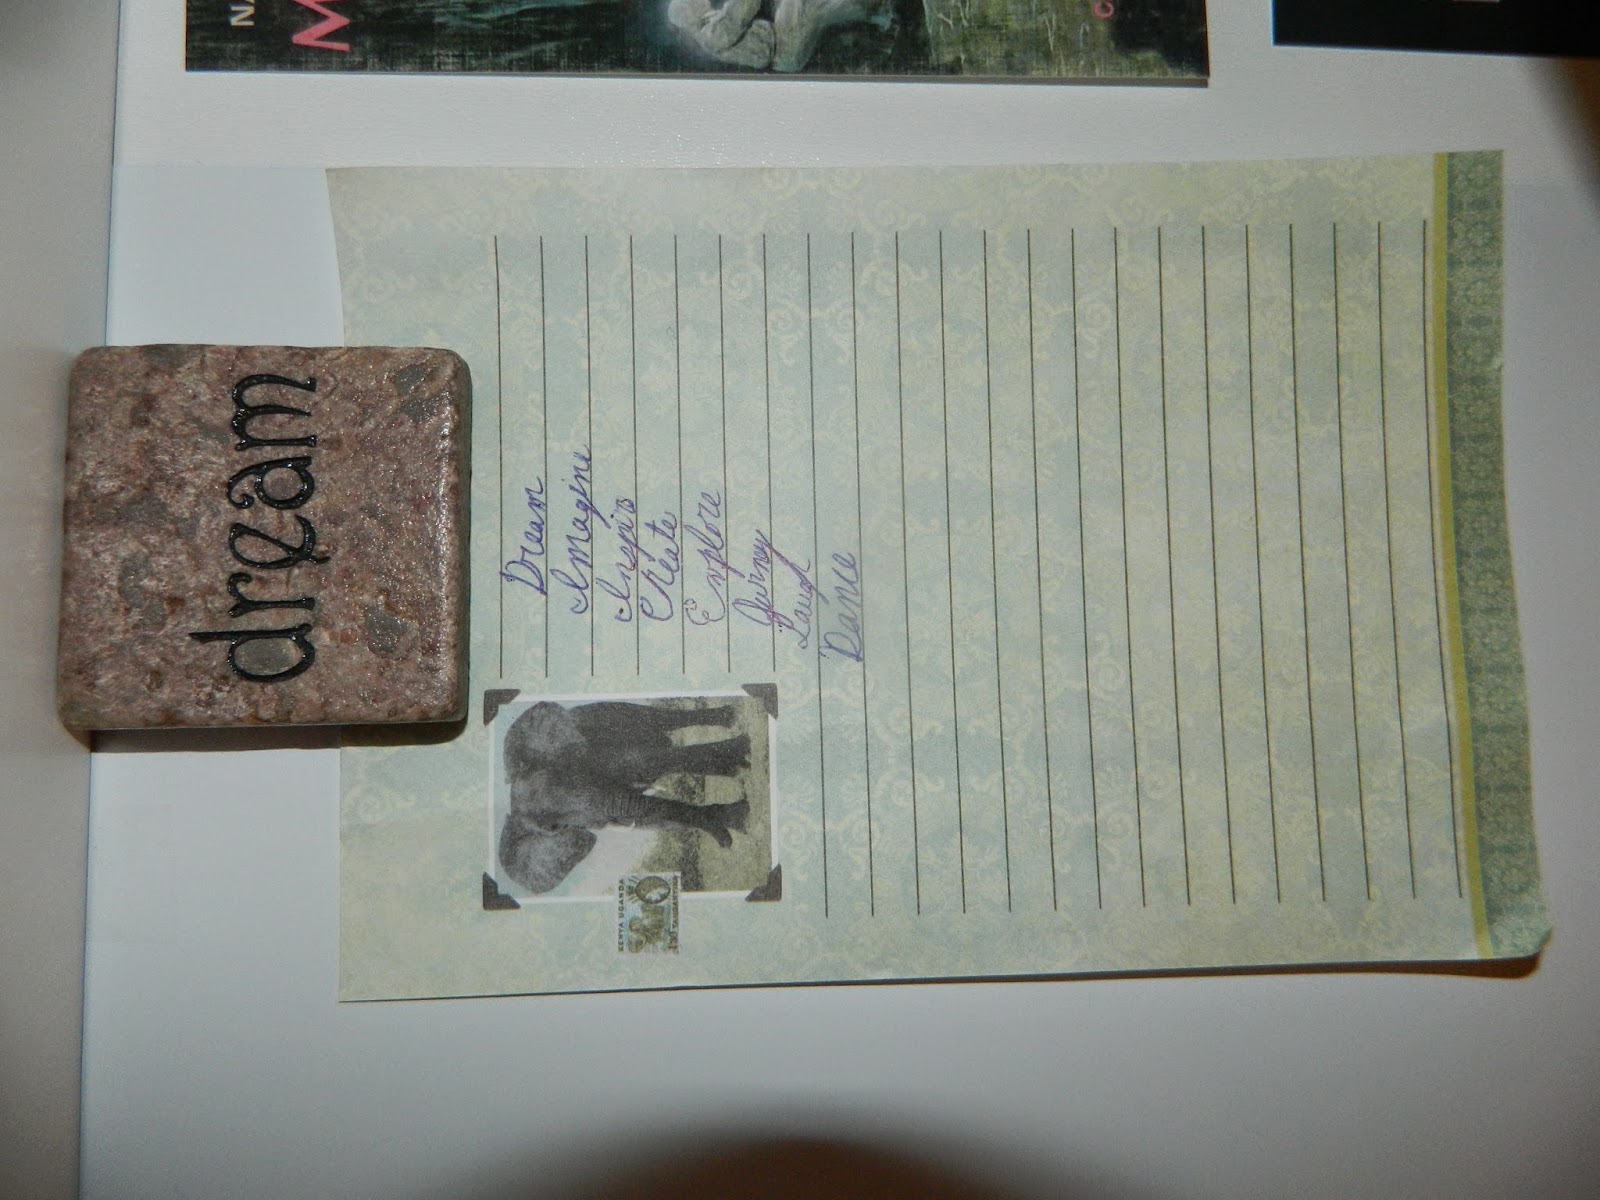 dream
Dream
Imagine
Inspire
Create
Explore
Journey
Laugh
Dance
KENYA UGANDA